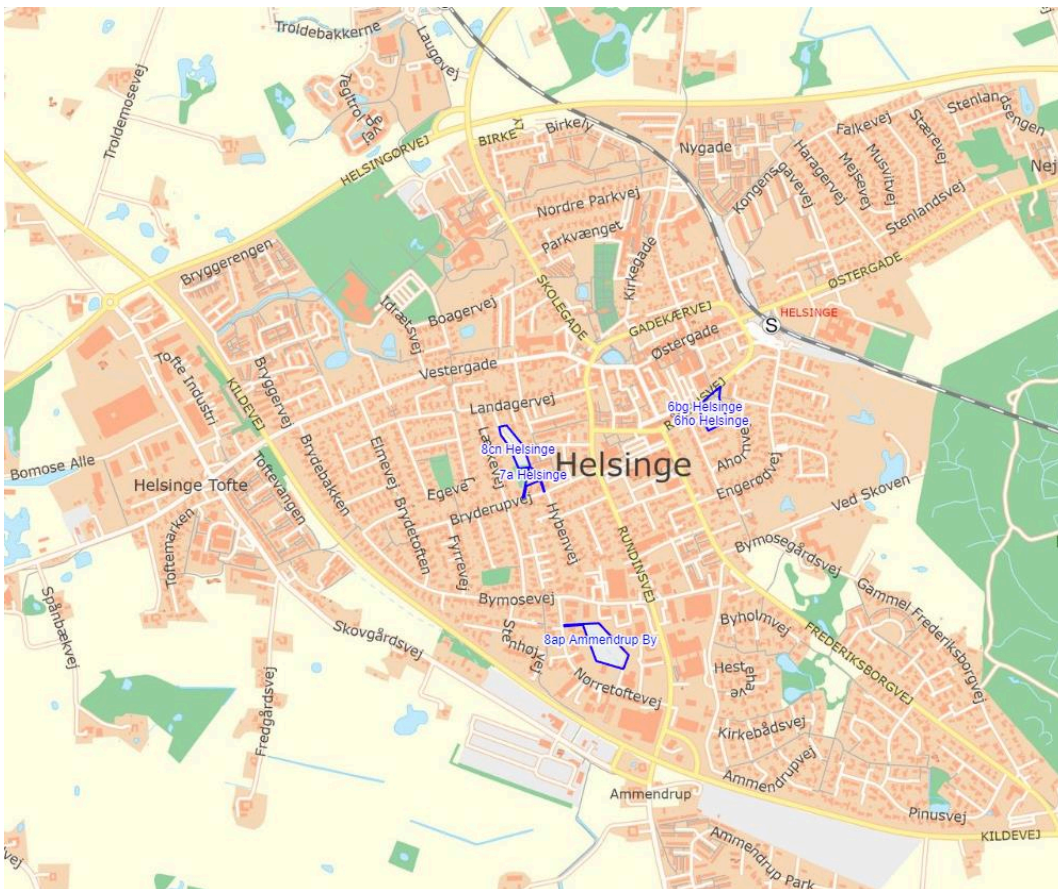 Troldebakkerne
Laugøvej
Troldemosevej
BIRKE
Birkely
HELSINGØRVEJ
Nygade
Falkevej
Stærevej
Musvitvej
Mejsevej
Haragervej
Kongensgavevej
Stenlandsvej
Nordre Parkvej
Parkvænget
Kirkegade
SKOLEGADE
Bryggerengen
Idrætsvej
Boagervej
GADEKÆRVEJ
ØSTERGADE
Østergade
S
HELSINGE
Vestergade
Tofte Industri
Bryggervej
KILDEVEJ
Landagervej
6bg Helsinge
6ho Helsinge
8cn Helsinge
7a Helsinge
Helsinge
Bomose Alle
Helsinge Tofte
Toftevangen
Brydebakken
Elmevej
Brydetoften
Egevej
Bryderupvej
Fyrrevej
Hybenvej
Engerødvej
Ved Skoven
Toftemarken
RUNDINSVEJ
Bymosegårdsvej
Gammel Frederiksborgvej
Bymosevej
Stenhøjvej
8ap Ammendrup By
Byholmvej
FREDERIKSBORGVEJ
Hestehave
Spånbækvej
Skovgårdsvej
Fredgårdsvej
Nørretoftevej
Kirkebådsvej
Ammendrupvej
Ammendrup
Pinusvej
KILDEVEJ
Ammendrup Park